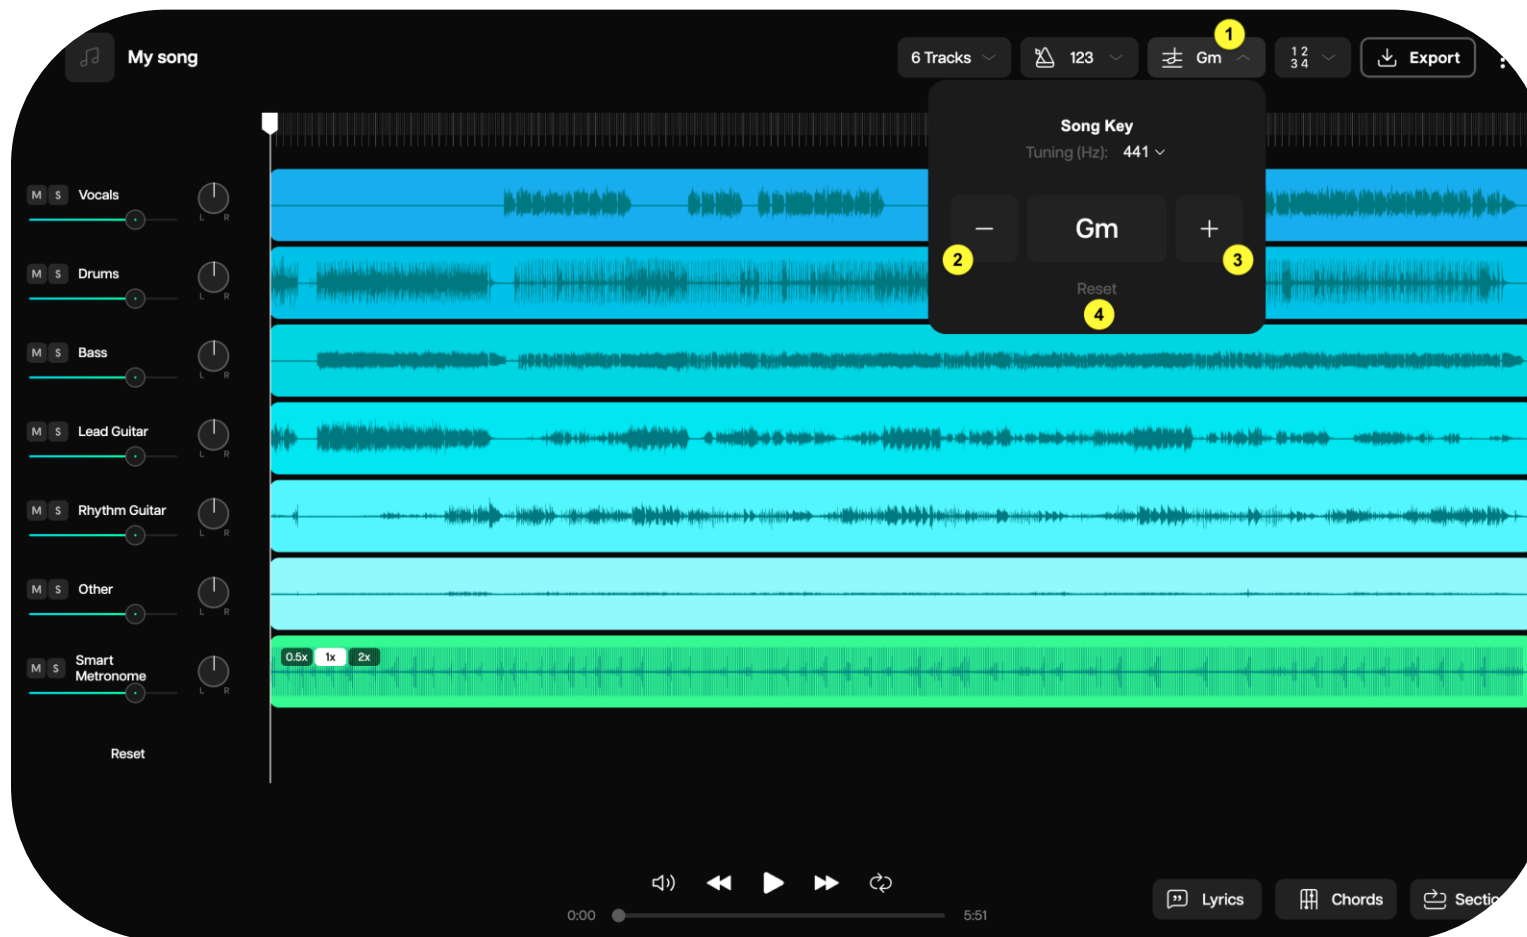 My song
6 Tracks
123
Gm
1 2
3 4
Export
1
Song Key
Tuning (Hz): 441
Gm
2
3
Reset
4
M S Vocals
L R
M S Drums
L R
M S Bass
L R
M S Lead Guitar
L R
M S Rhythm Guitar
L R
M S Other
L R
M S Smart
Metronome
L R
0.5x 1x 2x
Reset
0:00
5:51
Lyrics
Chords